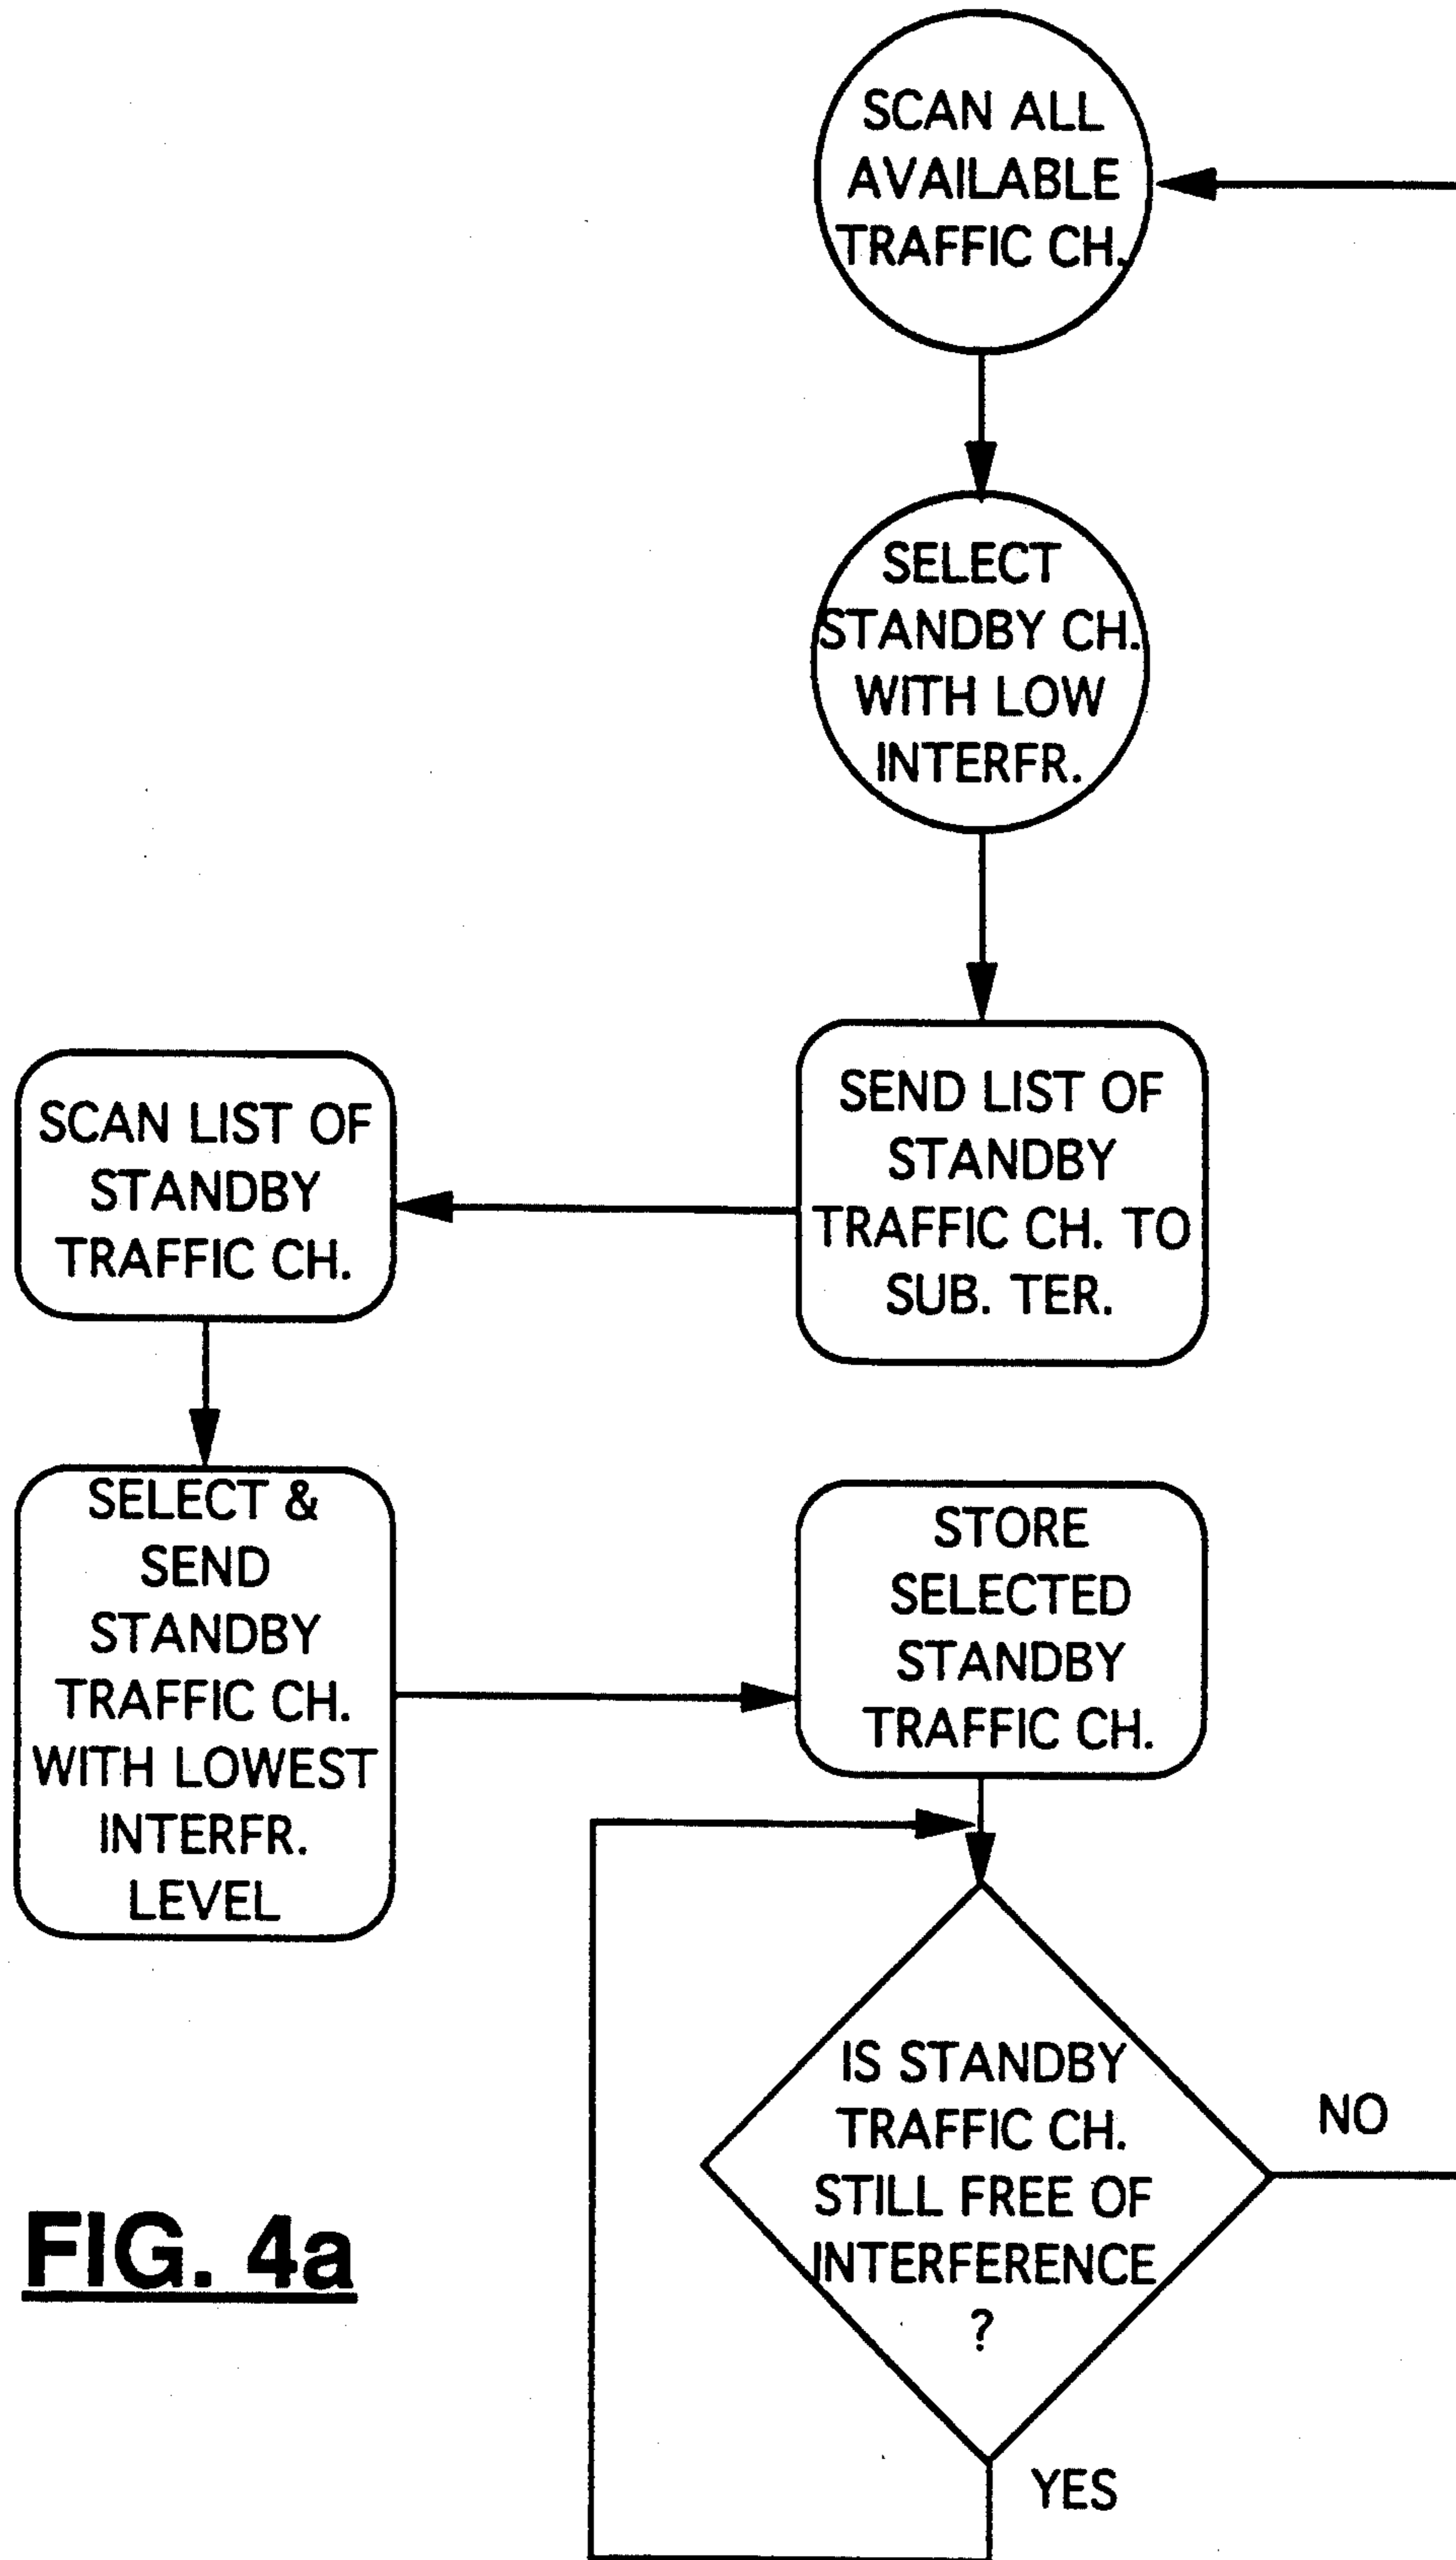 SCAN ALL
AVAILABLE
TRAFFIC CH.
SELECT
STANDBY CH.
WITH LOW
INTERFR.
SEND LIST OF
STANDBY
TRAFFIC CH. TO
SUB. TER.
SCAN LIST OF
STANDBY
TRAFFIC CH.
SELECT &
SEND
STANDBY
TRAFFIC CH.
WITH LOWEST
INTERFR.
LEVEL
STORE
SELECTED
STANDBY
TRAFFIC CH.
IS STANDBY
TRAFFIC CH.
STILL FREE OF
INTERFERENCE
?
NO
YES
FIG. 4a